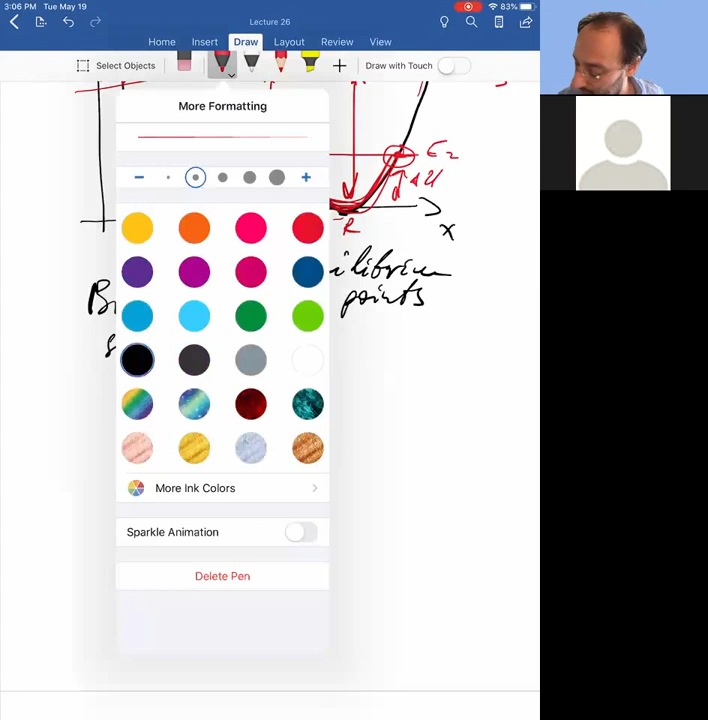 3:06 PM Tue May 19
83%
Lecture 26
Home Insert Draw Layout Review View
Select Objects
Draw with Touch
More Formatting
E₂
ΔU
R
x
points
More Ink Colors
Sparkle Animation
Delete Pen